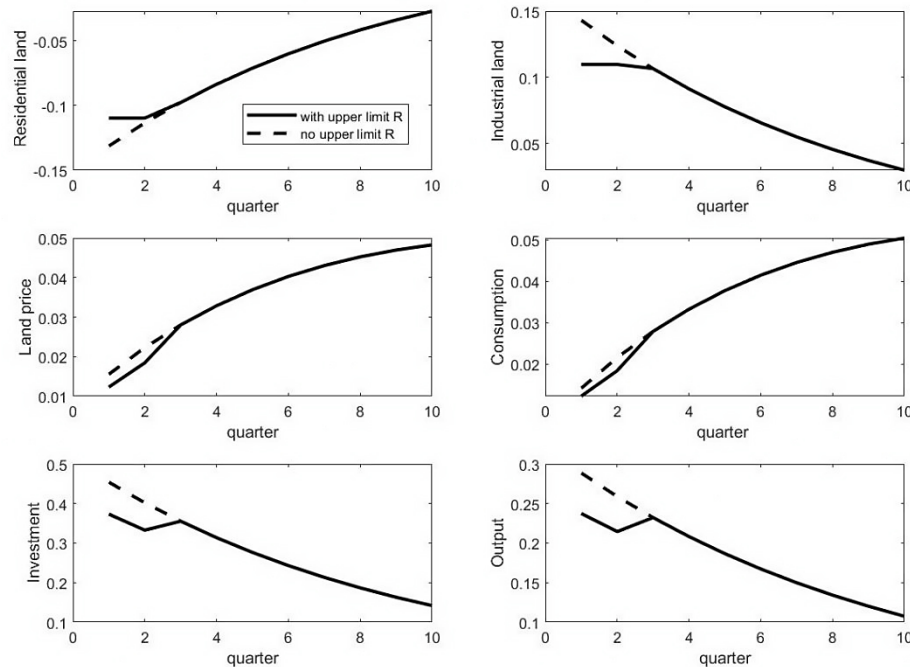 Residential land
-0.05
-0.1
-0.15
0 2 4 6 8 10
quarter
with upper limit R
no upper limit R
Industrial land
0.15
0.1
0.05
0 2 4 6 8 10
quarter
Land price
0.05
0.04
0.03
0.02
0.01
0 2 4 6 8 10
quarter
Consumption
0.05
0.04
0.03
0.02
0 2 4 6 8 10
quarter
Investment
0.5
0.4
0.3
0.2
0.1
0 2 4 6 8 10
quarter
Output
0.3
0.25
0.2
0.15
0.1
0 2 4 6 8 10
quarter